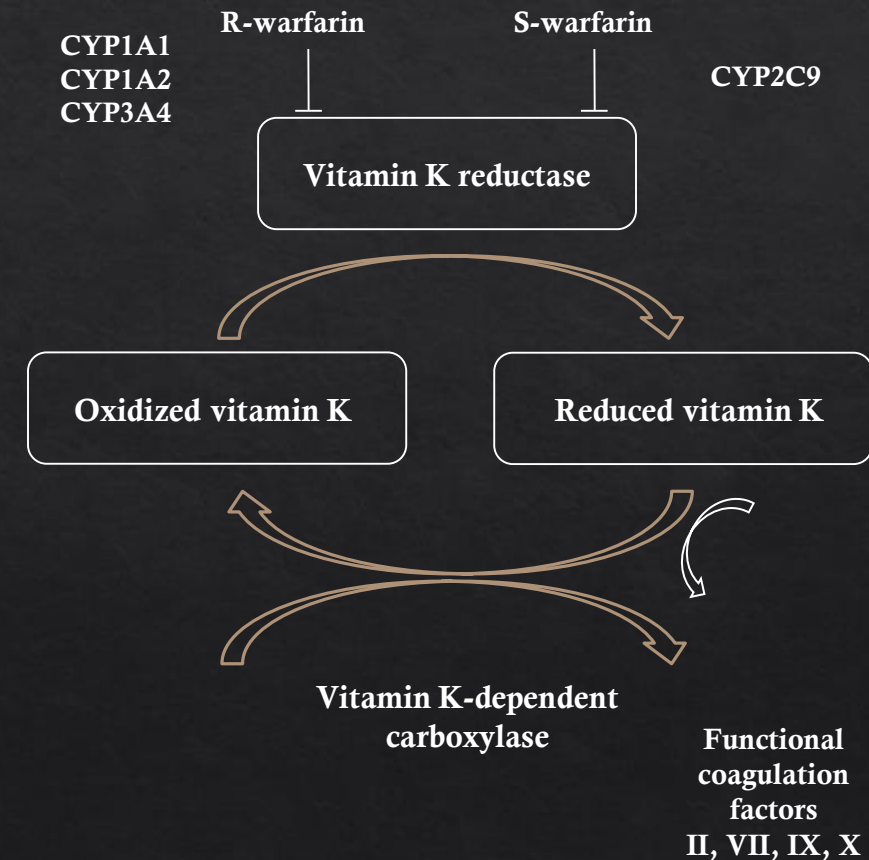 R-warfarin
S-warfarin
CYP1A1
CYP1A2
CYP3A4
CYP2C9
Vitamin K reductase
Oxidized vitamin K
Reduced vitamin K
Vitamin K-dependent
carboxylase
Functional
coagulation
factors
II, VII, IX, X